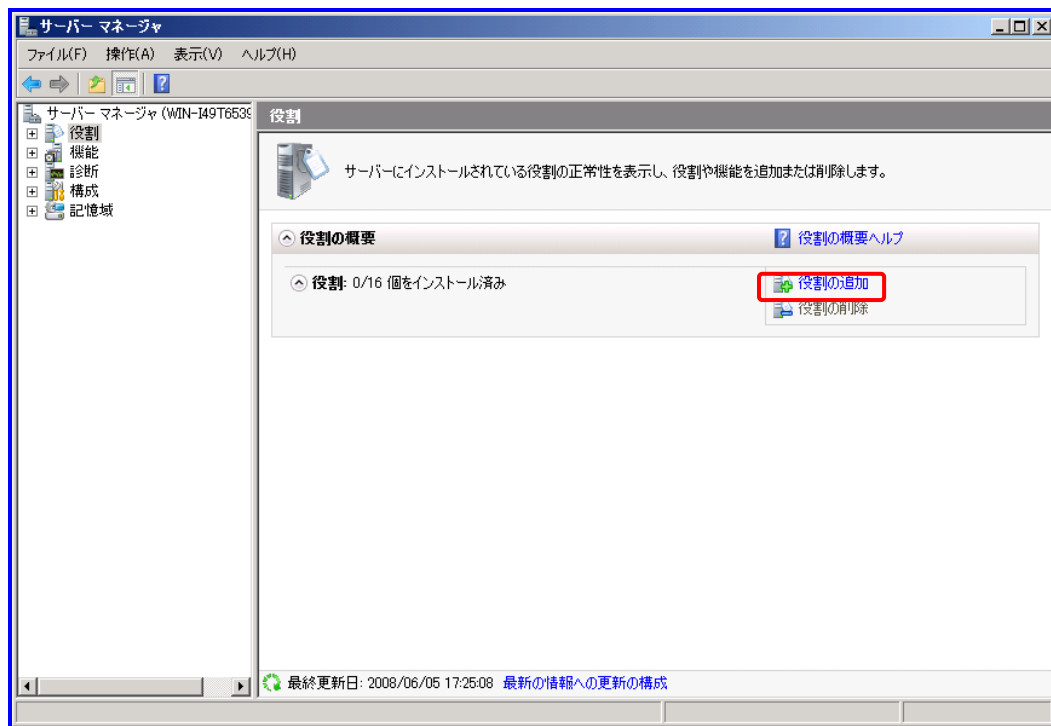 サーバー マネージャ
ファイル(F) 操作(A) 表示(V) ヘルプ(H)
サーバー マネージャ (WIN-I49T6539
役割
機能
診断
構成
記憶域
役割
サーバーにインストールされている役割の正常性を表示し、役割や機能を追加または削除します。
役割の概要
役割の概要ヘルプ
役割: 0/16 個をインストール済み
役割の追加
役割の削除
最終更新日: 2008/06/05 17:25:08 最新の情報への更新の構成